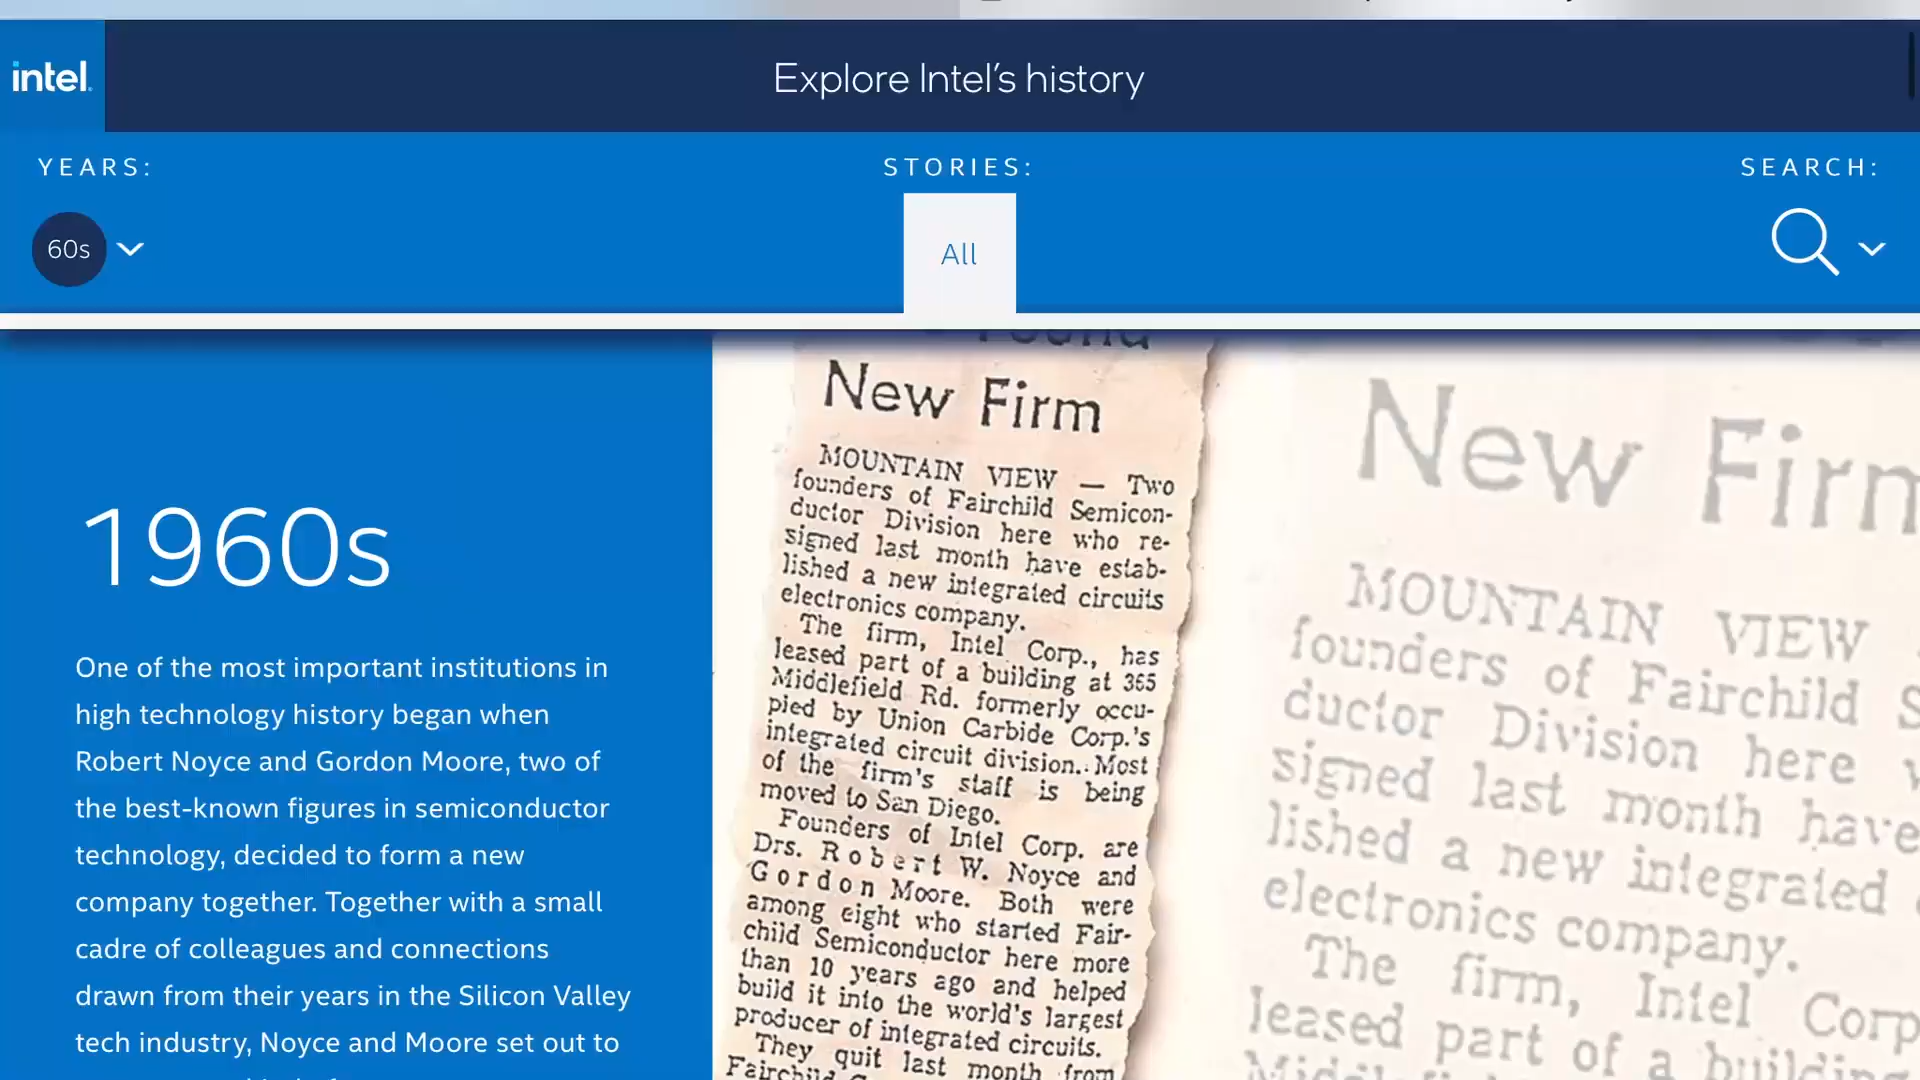 intel.
Explore Intel's history
YEARS:
STORIES:
SEARCH:
60s
All
1960s
One of the most important institutions in
high technology history began when
Robert Noyce and Gordon Moore, two of
the best-known figures in semiconductor
technology, decided to form a new
company together. Together with a small
cadre of colleagues and connections
drawn from their years in the Silicon Valley
tech industry, Noyce and Moore set out to
New Firm
MOUNTAIN VIEW — Two
founders of Fairchild Semicon-
ductor Division here who re-
signed last month have estab-
lished a new integrated circuits
electronics company.
The firm, Intel Corp., has
leased part of a building at 365
Middlefield Rd. formerly occu-
pied by Union Carbide Corp.'s
integrated circuit division. Most
of the firm's staff is being
moved to San Diego.
Founders of Intel Corp. are
Drs. Robert W. Noyce and
Gordon Moore. Both were
among eight who started Fair-
child Semiconductor here more
than 10 years ago and helped
build it into the world's largest
producer of integrated circuits.
They quit last month from
New Firm
MOUNTAIN VIEW
founders of Fairchild S
ductor Division here w
signed last month have
lished a new integrated
electronics company.
The firm, Intel Corp
leased part of a building